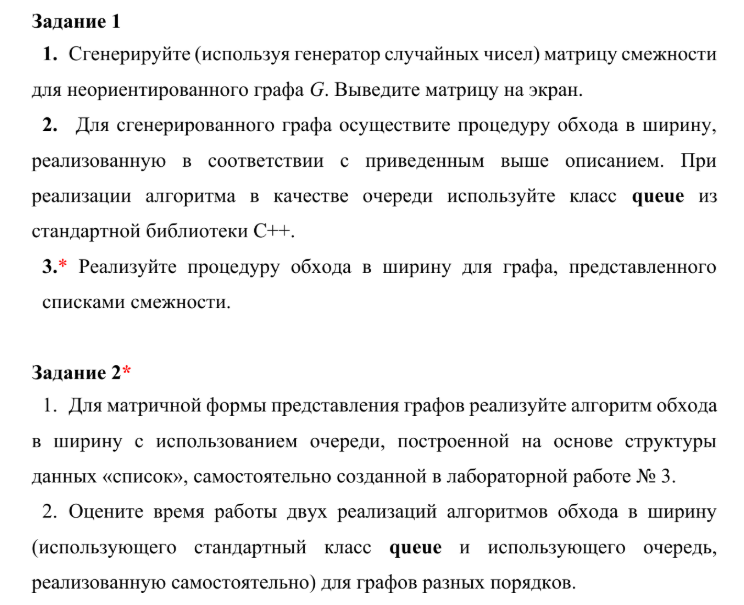 Задание 1
1. Сгенерируйте (используя генератор случайных чисел) матрицу смежности
для неориентированного графа G. Выведите матрицу на экран.
2. Для сгенерированного графа осуществите процедуру обхода в ширину,
реализованную в соответствии с приведенным выше описанием. При
реализации алгоритма в качестве очереди используйте класс queue из
стандартной библиотеки С++.
3.* Реализуйте процедуру обхода в ширину для графа, представленного
списками смежности.
Задание 2*
1. Для матричной формы представления графов реализуйте алгоритм обхода
в ширину с использованием очереди, построенной на основе структуры
данных «список», самостоятельно созданной в лабораторной работе № 3.
2. Оцените время работы двух реализаций алгоритмов обхода в ширину
(использующего стандартный класс queue и использующего очередь,
реализованную самостоятельно) для графов разных порядков.